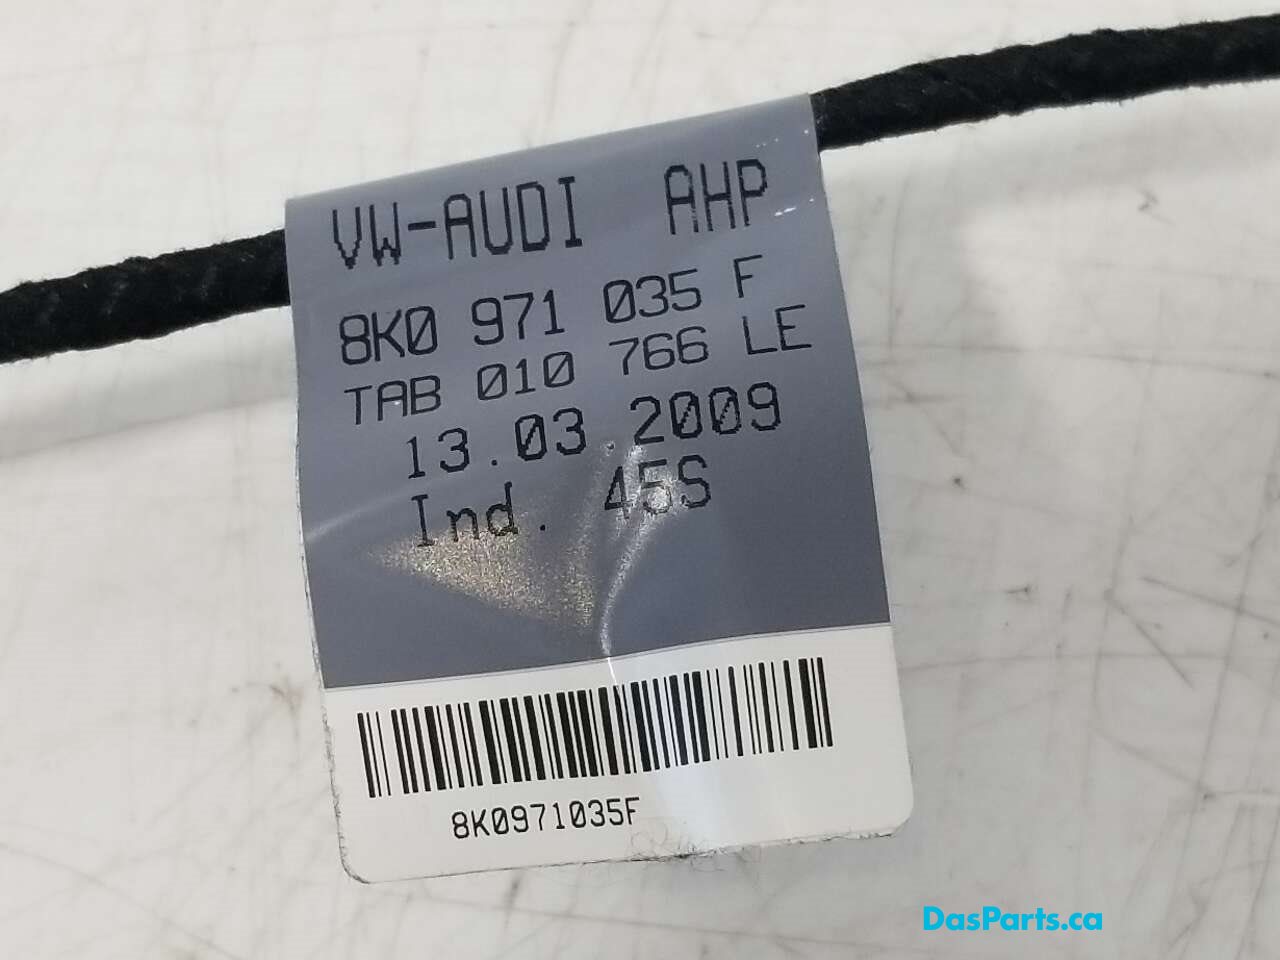 VW-AUDI AHP
8K0 971 035 F
TAB 010 766 LE
13.03.2009
Ind. 45S
8K0971035F
DasParts.ca